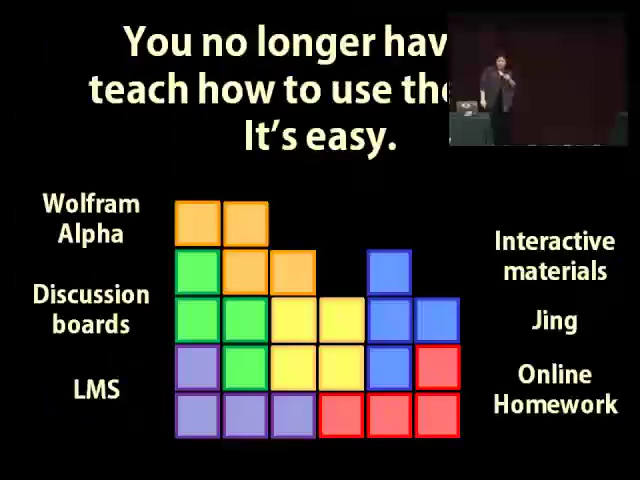 You no longer hav
teach how to use the
It's easy.
Wolfram
Alpha
Discussion
boards
LMS
Interactive
materials
Jing
Online
Homework